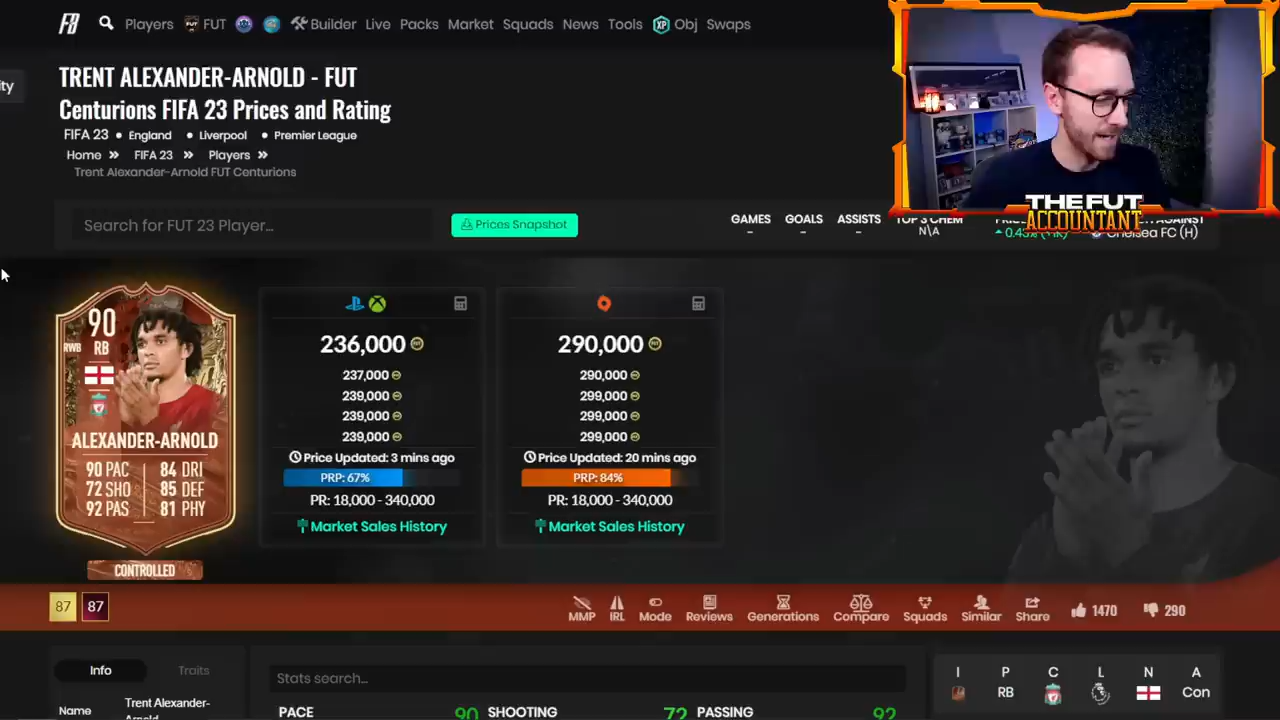 FB
Players
FUT
Builder
Live
Packs
Market
Squads
News
Tools
XP
Obj
Swaps
ty
TRENT ALEXANDER-ARNOLD - FUT
Centurions FIFA 23 Prices and Rating
FIFA 23 • England • Liverpool • Premier League
Home » FIFA 23 » Players »
Trent Alexander-Arnold FUT Centurions
THE FUT
ACCOUNTANT
Search for FUT 23 Player...
Prices Snapshot
GAMES
-
GOALS
-
ASSISTS
-
TOP 3 CHEM
N\A
0.43%
Chelsea FC (H)
90
RB
RWB
ALEXANDER-ARNOLD
90 PAC
84 DRI
72 SHO
85 DEF
92 PAS
81 PHY
CONTROLLED
236,000
237,000
239,000
239,000
239,000
Price Updated: 3 mins ago
PRP: 67%
PR: 18,000 - 340,000
Market Sales History
290,000
290,000
299,000
299,000
299,000
Price Updated: 20 mins ago
PRP: 84%
PR: 18,000 - 340,000
Market Sales History
87
87
MMP
IRL
Mode
Reviews
Generations
Compare
Squads
Similar
Share
1470
290
Info
Traits
Name
Trent Alexander-
Arnold
Stats search...
PACE 90
SHOOTING 72
PASSING 92
I P C L N A
RB
Con